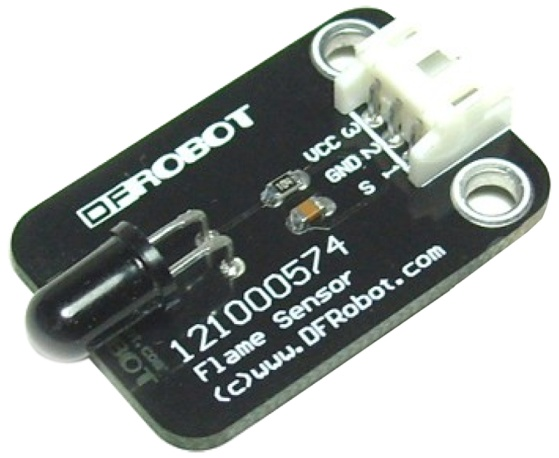 DFROBOT
VCC 3
GND 2
S 1
121000574
Flame Sensor
(c)www.DFRobot.com